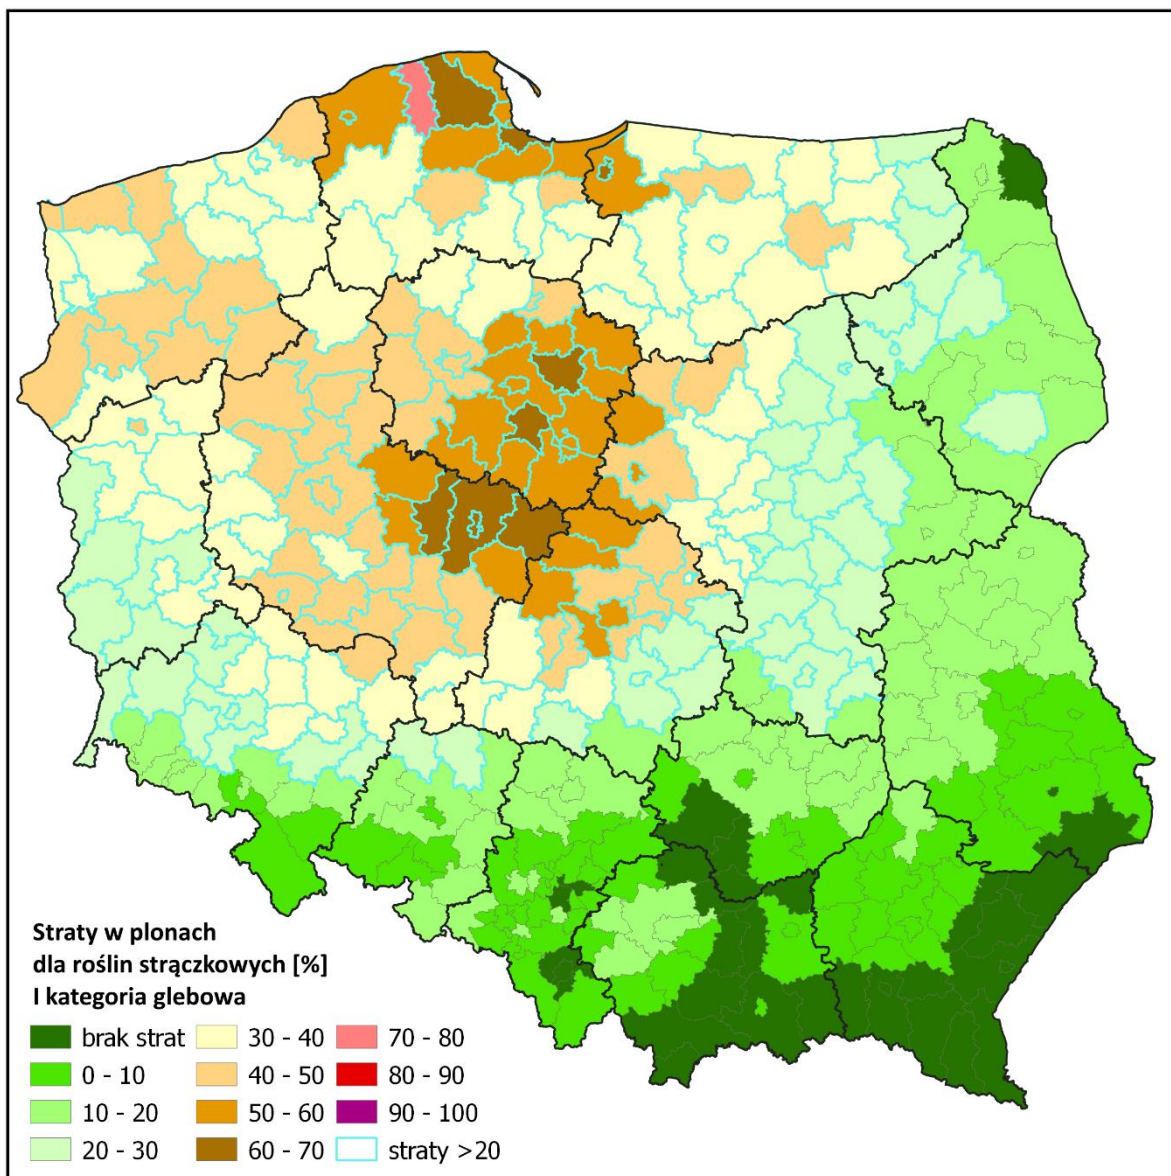 Straty w plonach
dla roślin strączkowych [%]
I kategoria glebowa
brak strat
0 - 10
10 - 20
20 - 30
30 - 40
40 - 50
50 - 60
60 - 70
70 - 80
80 - 90
90 - 100
straty >20